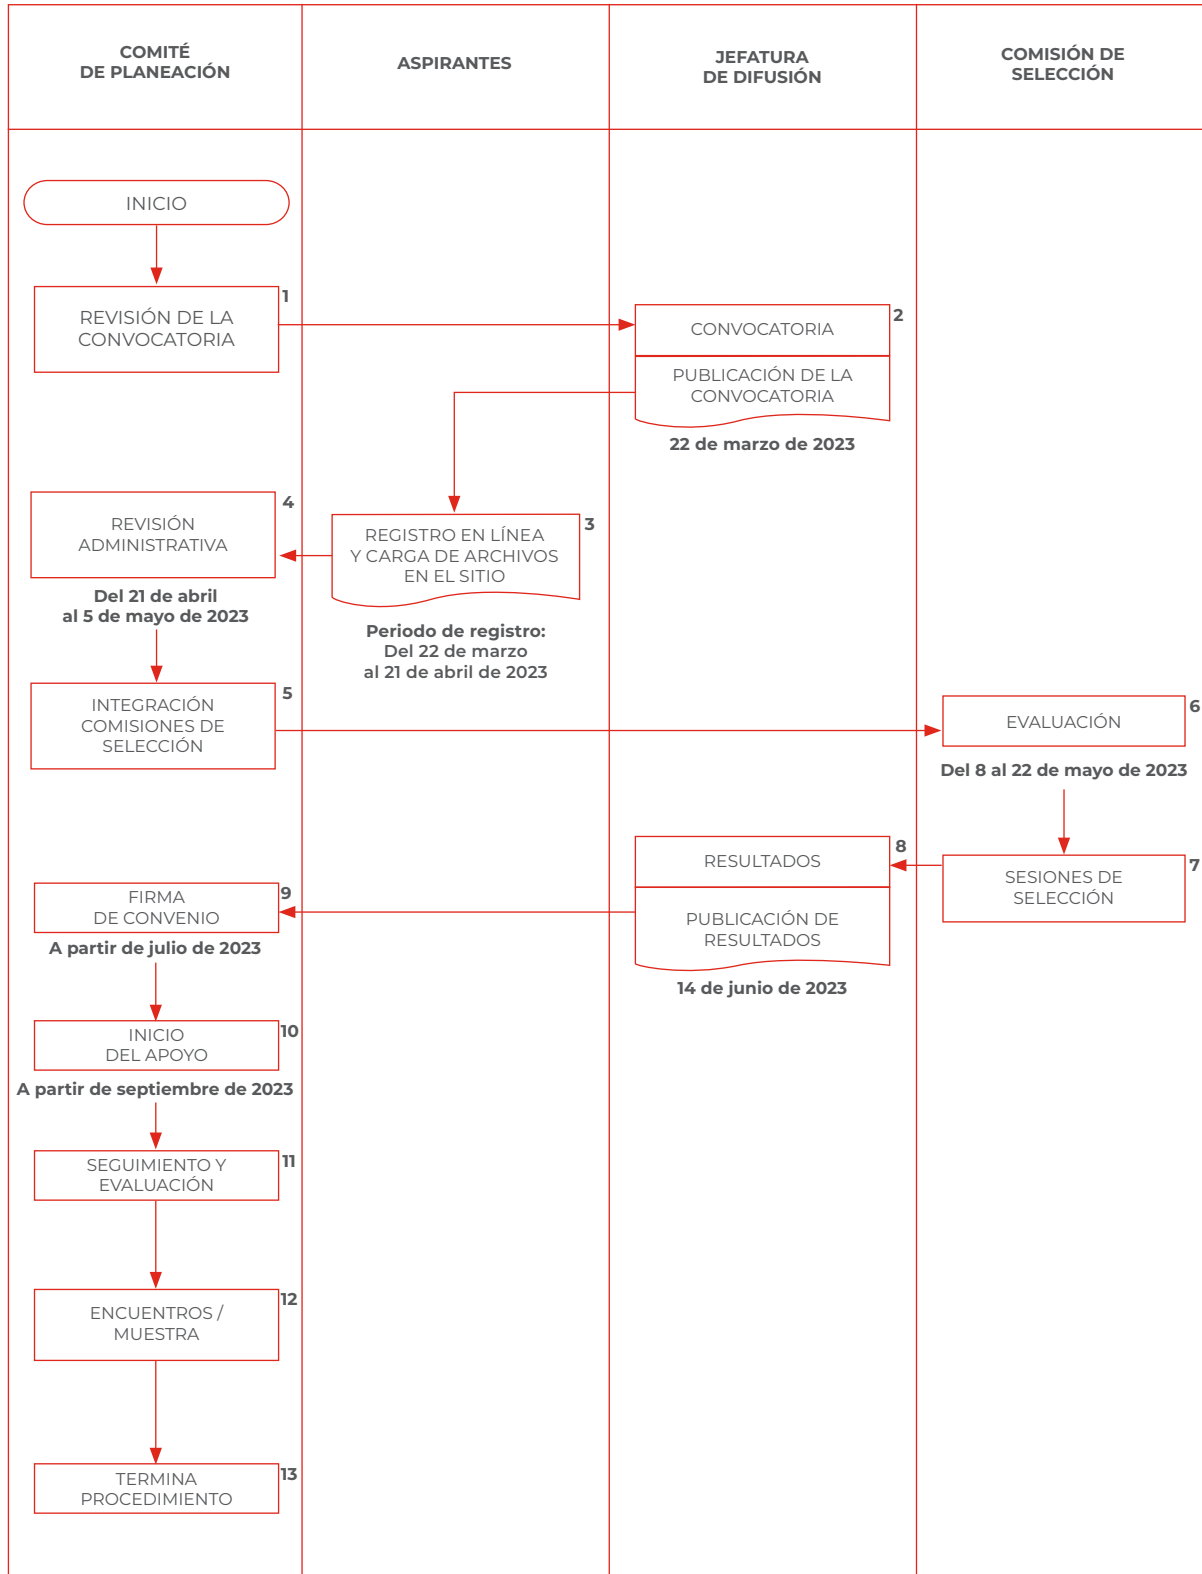 COMITÉ
DE PLANEACIÓN
ASPIRANTES
JEFATURA
DE DIFUSIÓN
COMISIÓN DE
SELECCIÓN
INICIO
1
REVISIÓN DE LA
CONVOCATORIA
2
CONVOCATORIA
PUBLICACIÓN DE LA
CONVOCATORIA
22 de marzo de 2023
3
REGISTRO EN LÍNEA
Y CARGA DE ARCHIVOS
EN EL SITIO
Periodo de registro:
Del 22 de marzo
al 21 de abril de 2023
4
REVISIÓN
ADMINISTRATIVA
Del 21 de abril
al 5 de mayo de 2023
5
INTEGRACIÓN
COMISIONES DE
SELECCIÓN
6
EVALUACIÓN
Del 8 al 22 de mayo de 2023
7
SESIONES DE
SELECCIÓN
8
RESULTADOS
PUBLICACIÓN DE
RESULTADOS
14 de junio de 2023
9
FIRMA
DE CONVENIO
A partir de julio de 2023
10
INICIO
DEL APOYO
A partir de septiembre de 2023
11
SEGUIMIENTO Y
EVALUACIÓN
12
ENCUENTROS /
MUESTRA
13
TERMINA
PROCEDIMIENTO